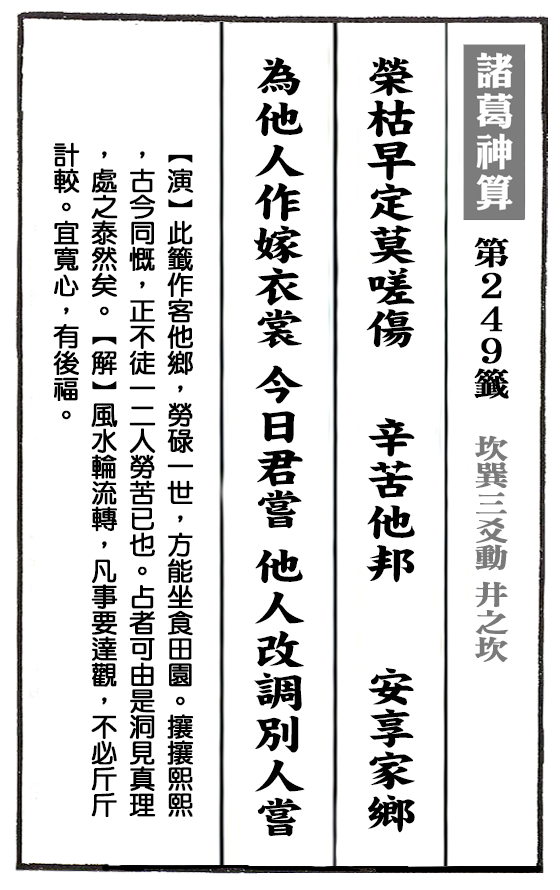 諸葛神算 第249籤 坎巽三爻動 井之坎
榮枯早定莫嗟傷 辛苦他邦 安享家鄉
為他人作嫁衣裳 今日君嘗 他人改調別人嘗
【演】此籤作客他鄉，勞碌一世，方能坐食田園。攘攘熙熙
，古今同慨，正不徒一二人勞苦已也。占者可由是洞見真理
，處之泰然矣。【解】風水輪流轉，凡事要達觀，不必斤斤
計較。宜寬心，有後福。